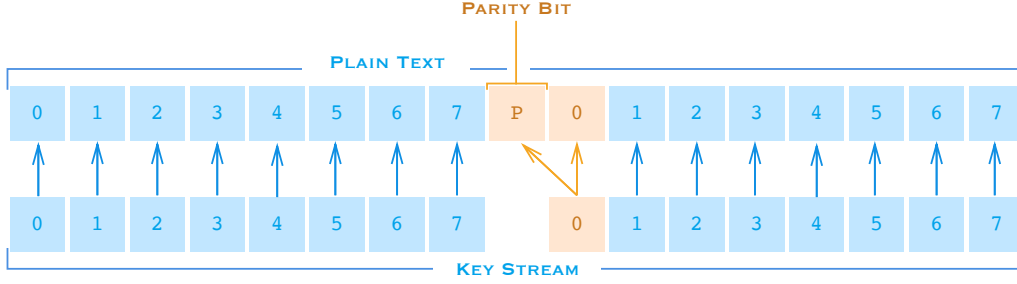 PARITY BIT
PLAIN TEXT
0 1 2 3 4 5 6 7 P 0 1 2 3 4 5 6 7
0 1 2 3 4 5 6 7 0 1 2 3 4 5 6 7
KEY STREAM